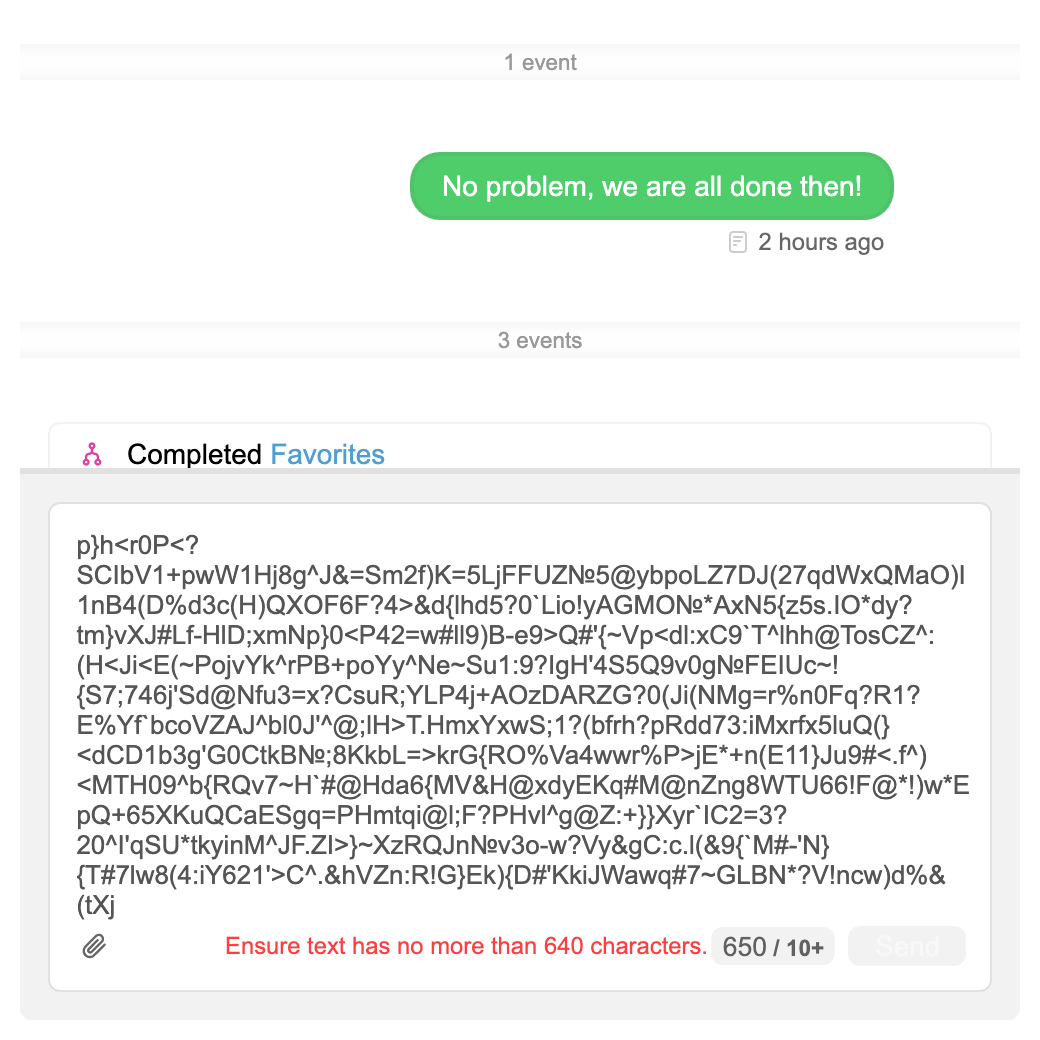 1 event
No problem, we are all done then!
2 hours ago
3 events
Completed Favorites
p}h<r0P<?
SCIbV1+pwW1Hj8g^J&=Sm2f)K=5LjFFUZ№5@ybpoLZ7DJ(27qdWxQMaO)l
1nB4(D%d3c(H)QXOF6F?4>&d{lhd5?0`Lio!yAGMO№*AxN5{z5s.IO*dy?
tm}vXJ#Lf-HID;xmNp}0<P42=w#ll9)B-e9>Q#'{~Vp<dl:xC9`T^lhh@TosCZ^:
(H<Ji<E(~PojvYk^rPB+poYy^Ne~Su1:9?IgH'4S5Q9v0g№FEIUc~!
{S7;746j'Sd@Nfu3=x?CsuR;YLP4j+AOzDARZG?0(Ji(NMg=r%n0Fq?R1?
E%Yf`bcoVZAJ^bl0J'^@;lH>T.HmxYxwS;1?(bfrh?pRdd73:iMxrfx5luQ(}
<dCD1b3g'G0CtkBN№;8KkbL=>krG{RO%Va4wwr%P>jE*+n(E11}Ju9#<.f^)
<MTH09^b{RQv7~H`#@Hda6{MV&H@xdyEKq#M@nZng8WTU66!F@*!)w*E
pQ+65XKuQCaESgq=PHmtqi@l;F?PHvl^g@Z:+}}Xyr`IC2=3?
20^l'qSU*tkyinM^JF.ZI>}~XzRQJn№v3o-w?Vy&gC:c.l(&9{`M#-'N}
{T#7lw8(4:iY621'>C^.&hVZn:R!G}Ek){D#'KkiJWawq#7~GLBN*?V!ncw)d%&
(tXj
Ensure text has no more than 640 characters. 650 / 10+ Send